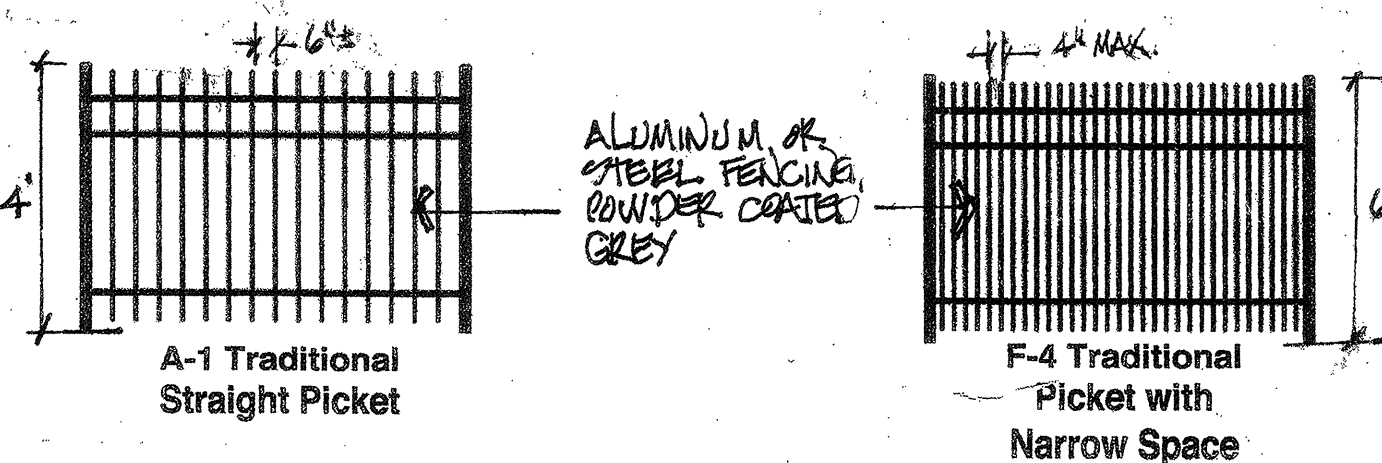 6"±
4" MAX.
4'
ALUMINUM OR
STEEL FENCING,
POWDER COATED
GREY
A-1 Traditional
Straight Picket
F-4 Traditional
Picket with
Narrow Space